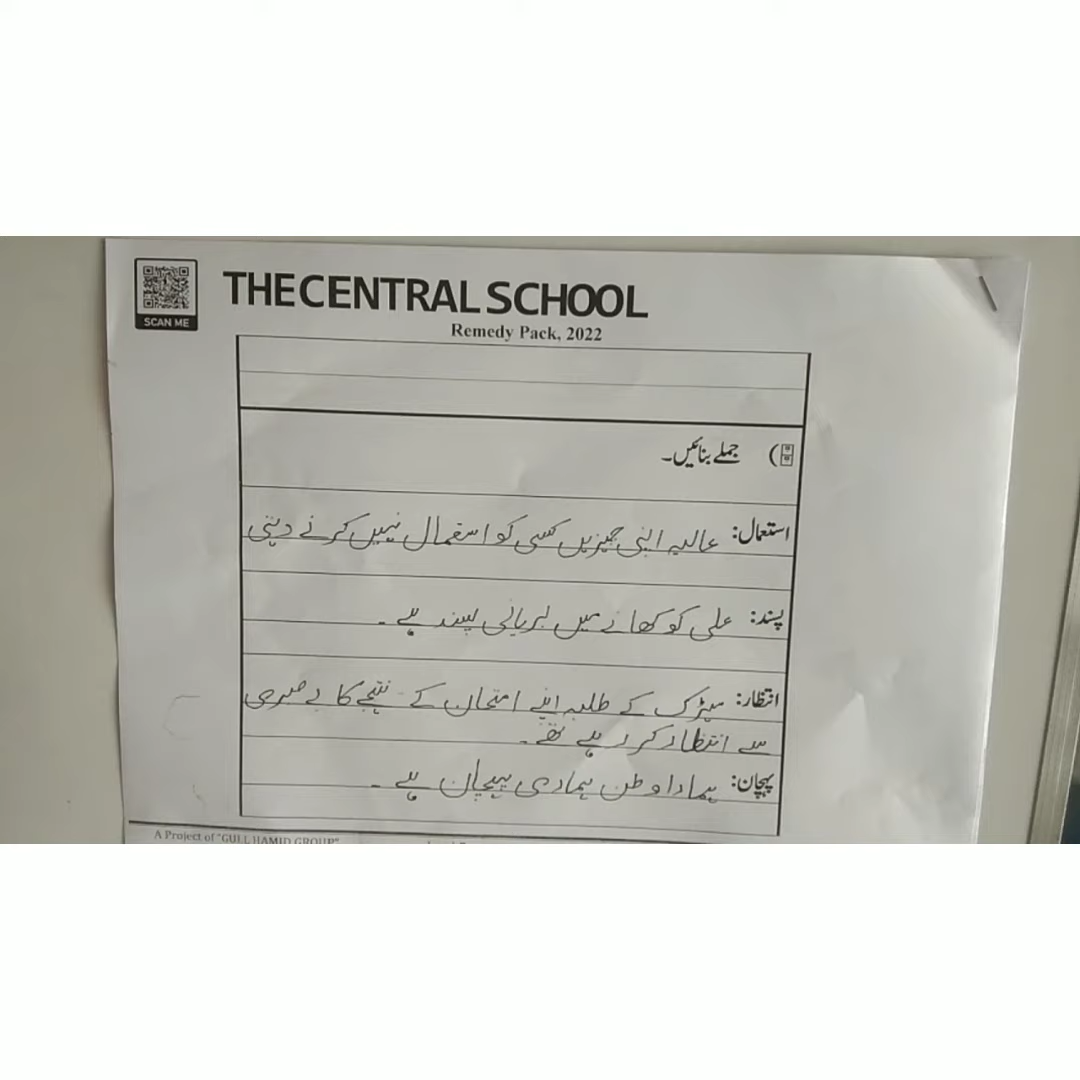 SCAN ME
THE CENTRAL SCHOOL
Remedy Pack, 2022
) جملے بنائیں۔
استعمال: عالیہ اپنی چیزیں کسی کو استعمال نہیں کرنے دیتی
پسند: علی کو کھانے میں بریانی پسند ہے۔
انتظار: میٹرک کے طلبہ اپنے امتحان کے نتیجے کا بے صبری
سے انتظار کر رہے تھے۔
پہچان: ہمارا وطن ہماری پہچان ہے۔
A Project of "GULL HAMID GROUP"